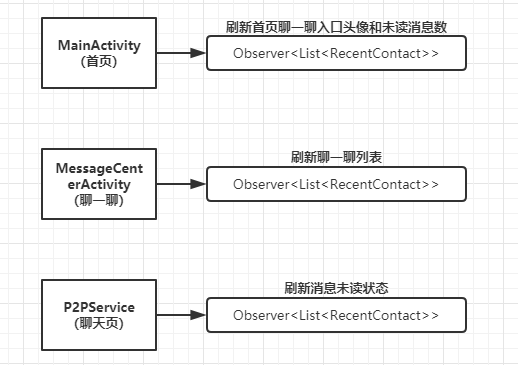 刷新首页聊一聊入口头像和未读消息数
MainActivity
(首页)
Observer<List<RecentContact>>
刷新聊一聊列表
MessageCent
erActivity
(聊一聊)
Observer<List<RecentContact>>
刷新消息未读状态
P2PService
(聊天页)
Observer<List<RecentContact>>